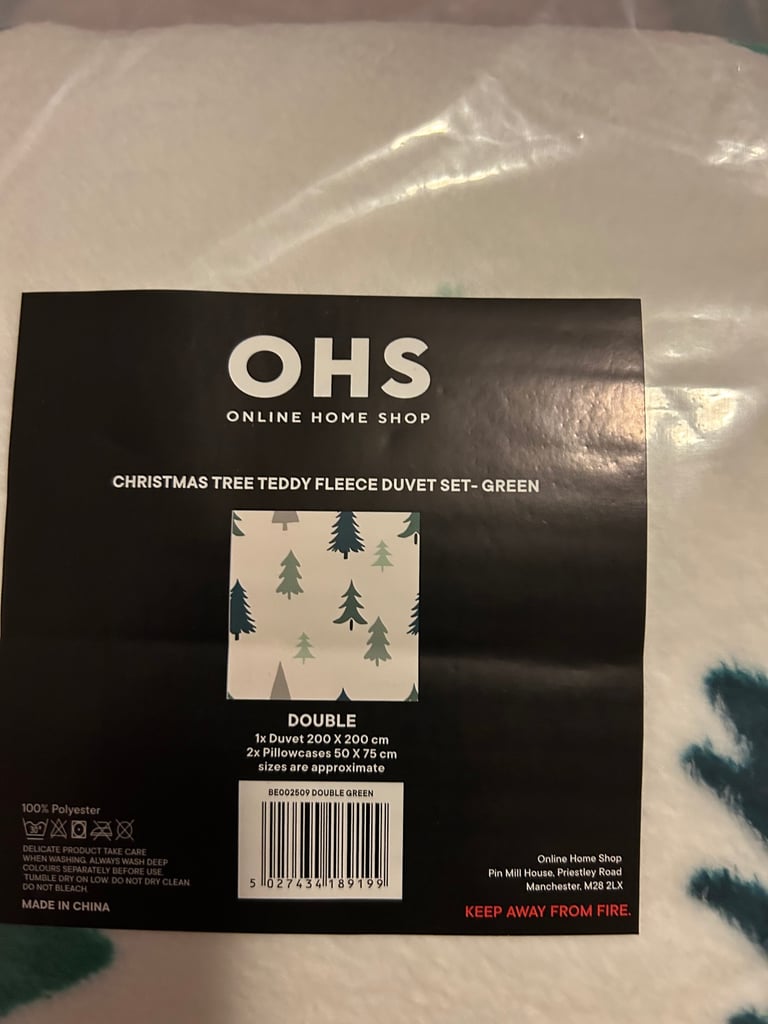 OHS
ONLINE HOME SHOP
CHRISTMAS TREE TEDDY FLEECE DUVET SET- GREEN
DOUBLE
1x Duvet 200 X 200 cm
2x Pillowcases 50 X 75 cm
sizes are approximate
BE002509 DOUBLE GREEN
5 027434 189199
100% Polyester
30°
DELICATE PRODUCT TAKE CARE
WHEN WASHING. ALWAYS WASH DEEP
COLOURS SEPARATELY BEFORE USE.
TUMBLE DRY ON LOW. DO NOT DRY CLEAN.
DO NOT BLEACH.
MADE IN CHINA
Online Home Shop
Pin Mill House, Priestley Road
Manchester, M28 2LX
KEEP AWAY FROM FIRE.